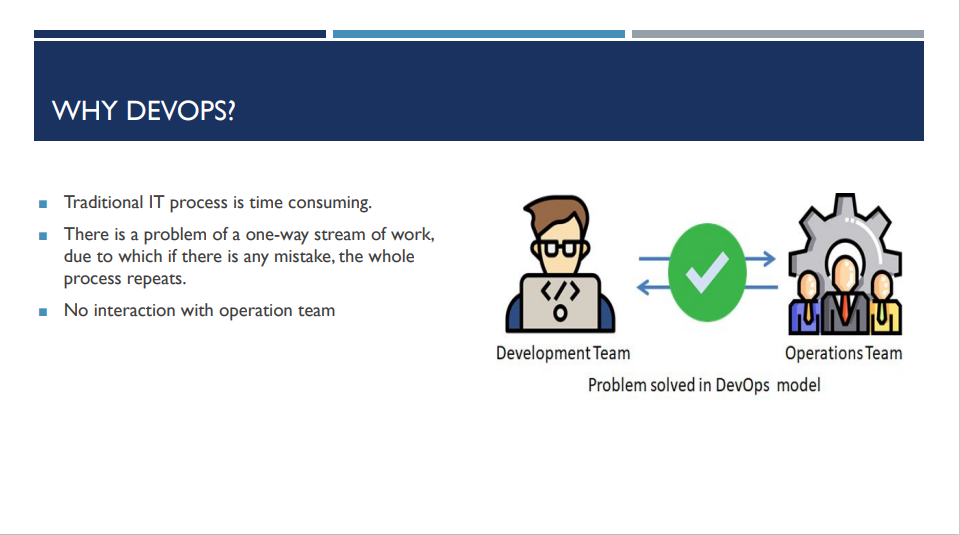 WHY DEVOPS?
Traditional IT process is time consuming.
There is a problem of a one-way stream of work,
due to which if there is any mistake, the whole
process repeats.
No interaction with operation team
</>
Development Team
Operations Team
Problem solved in DevOps model